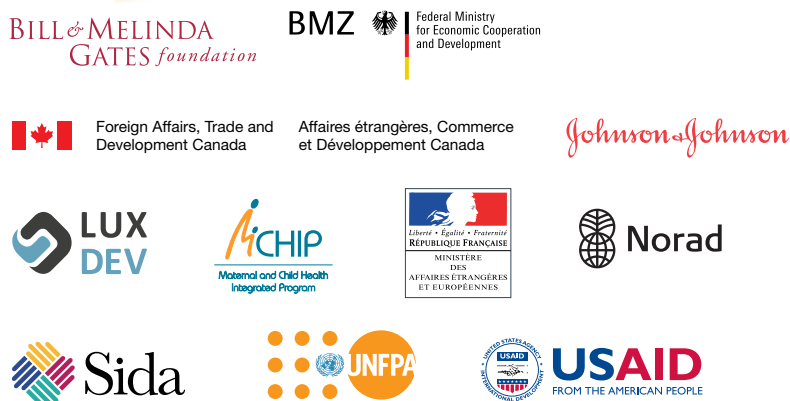 BILL & MELINDA
GATES foundation
BMZ
Federal Ministry
for Economic Cooperation
and Development
Foreign Affairs, Trade and
Development Canada
Affaires étrangères, Commerce
et Développement Canada
Johnson & Johnson
LUX
DEV
MCHIP
Maternal and Child Health
Integrated Program
Liberté • Égalité • Fraternité
RÉPUBLIQUE FRANÇAISE
MINISTÈRE
DES
AFFAIRES ÉTRANGÈRES
ET EUROPÉENNES
Norad
Sida
UNFPA
UNITED STATES AGENCY
INTERNATIONAL DEVELOPMENT
USAID
USAID
FROM THE AMERICAN PEOPLE